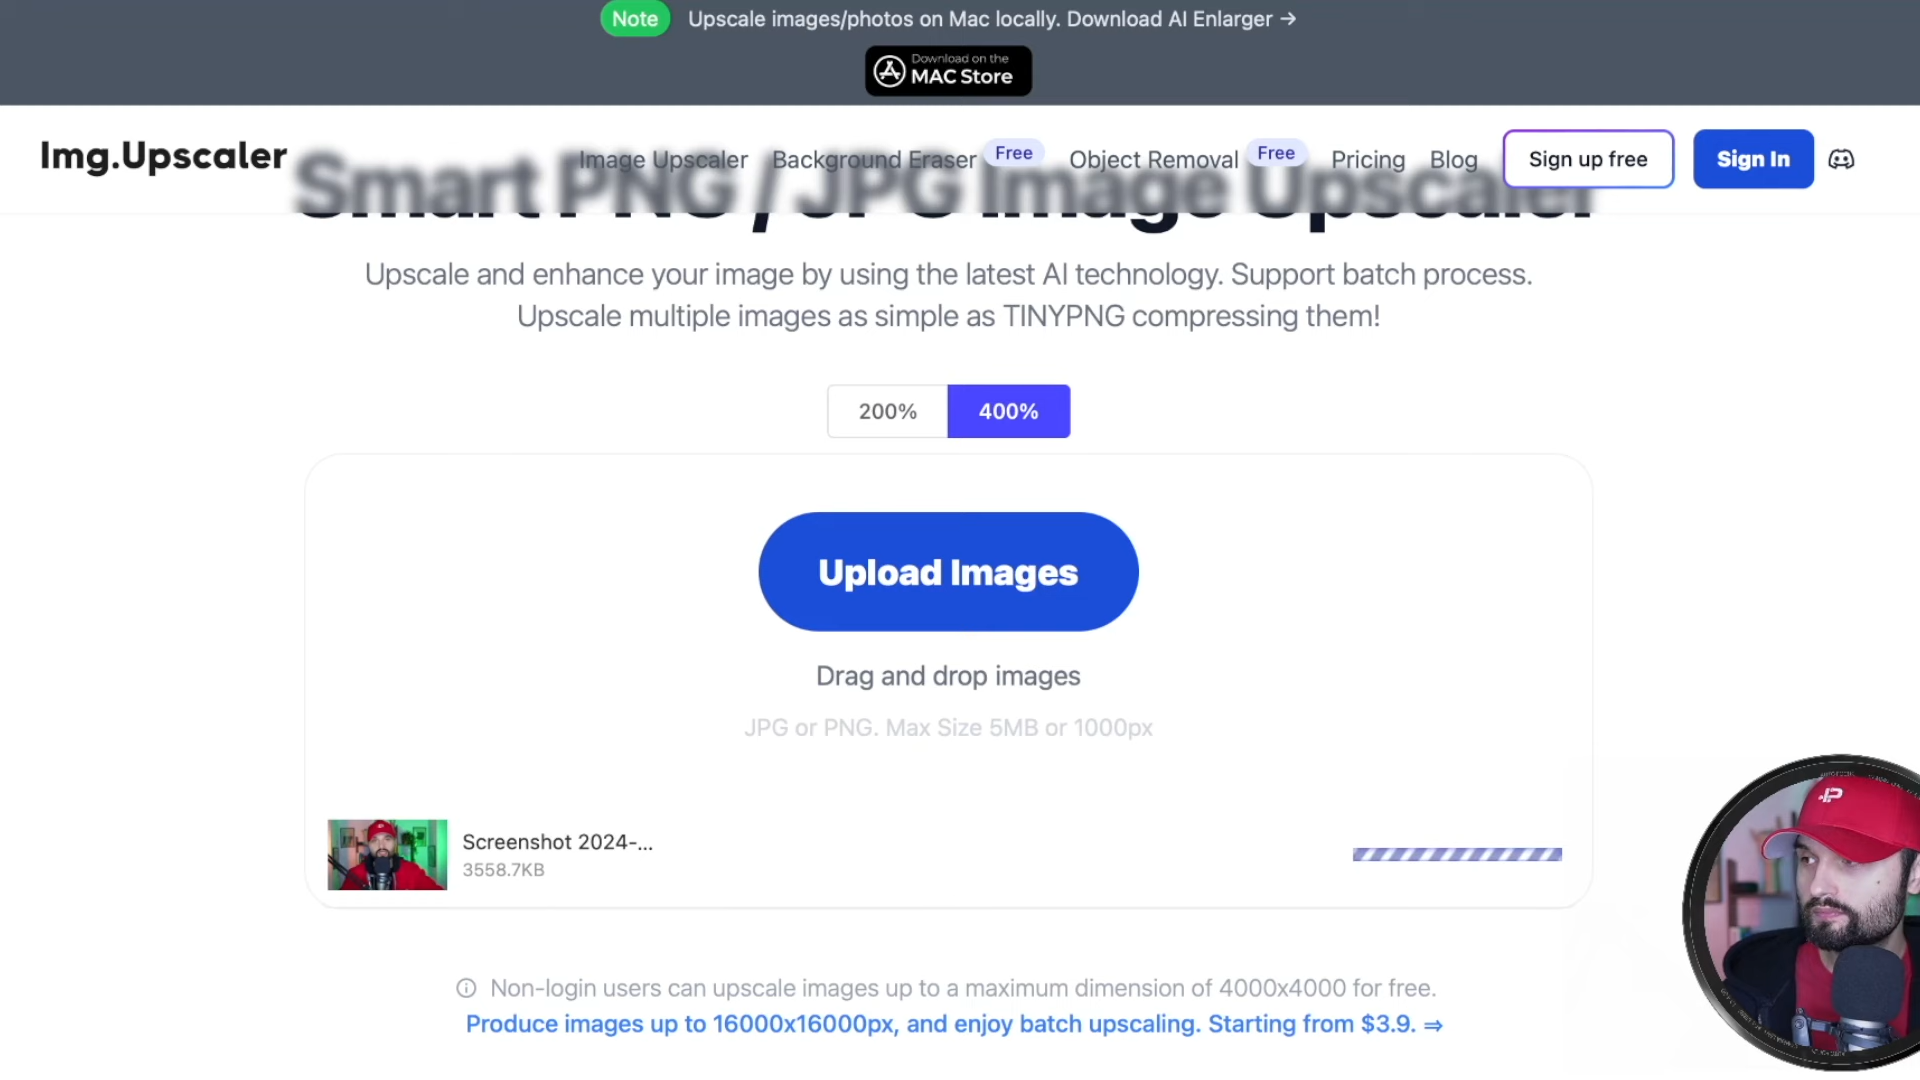 Note Upscale images/photos on Mac locally. Download AI Enlarger →
Download on the
MAC Store
Img.Upscaler
Image Upscaler Background Eraser Free Object Removal Free Pricing Blog Sign up free Sign In
Smart PNG / JPG Image Upscaler
Upscale and enhance your image by using the latest AI technology. Support batch process.
Upscale multiple images as simple as TINYPNG compressing them!
200% 400%
Upload Images
Drag and drop images
JPG or PNG. Max Size 5MB or 1000px
Screenshot 2024-...
3558.7KB
Non-login users can upscale images up to a maximum dimension of 4000x4000 for free.
Produce images up to 16000x16000px, and enjoy batch upscaling. Starting from $3.9. ⇒